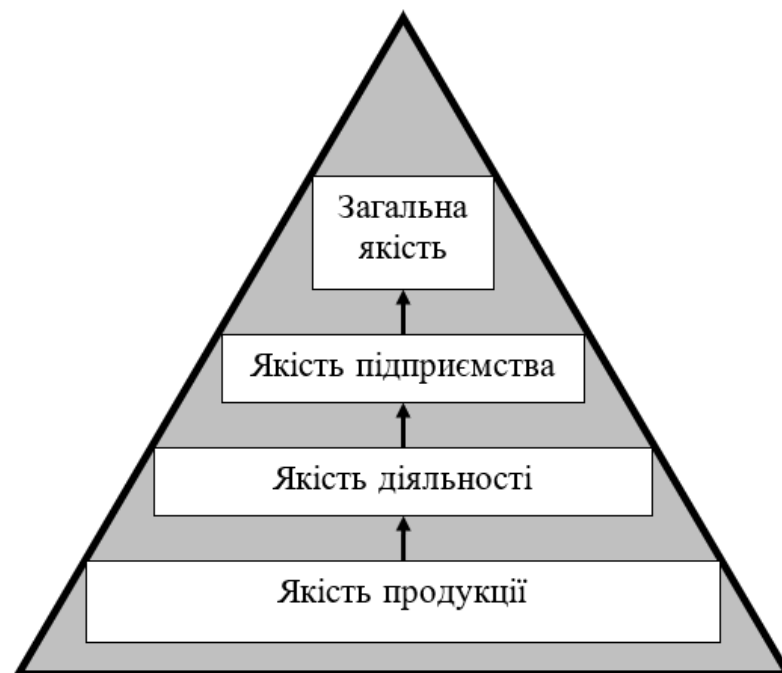 Загальна
якість
Якість підприємства
Якість діяльності
Якість продукції